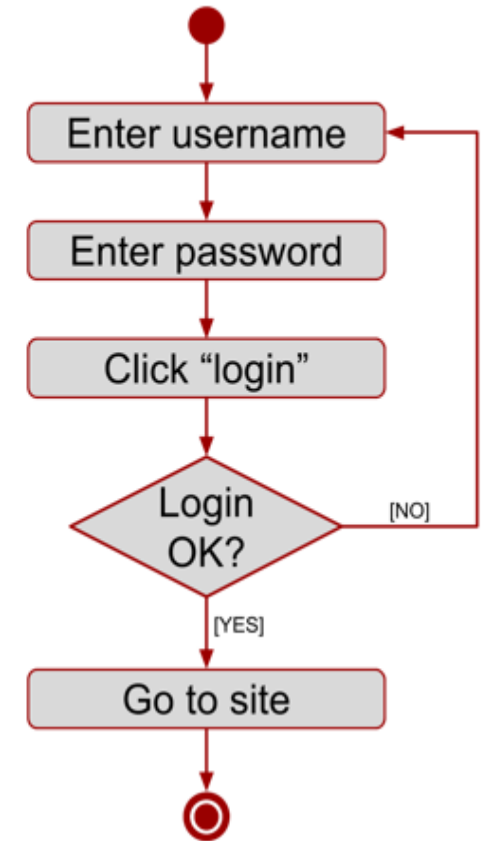 Enter username
Enter password
Click “login”
Login
OK?
[NO]
[YES]
Go to site